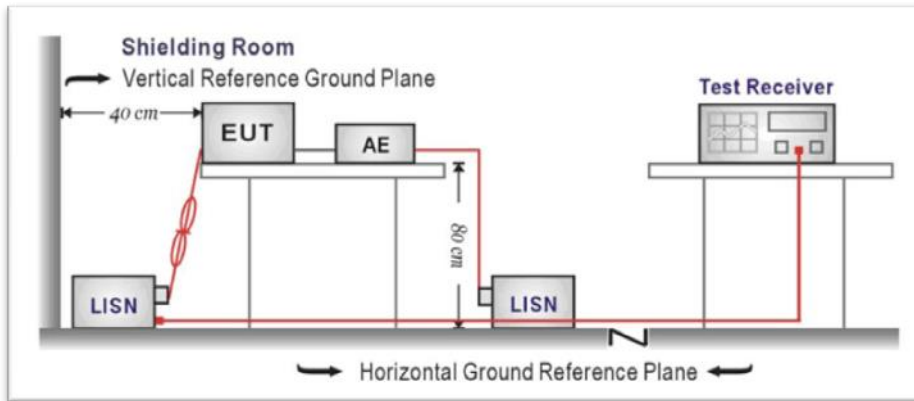 Shielding Room
Vertical Reference Ground Plane
Test Receiver
40 cm
EUT
AE
80 cm
LISN
LISN
Horizontal Ground Reference Plane